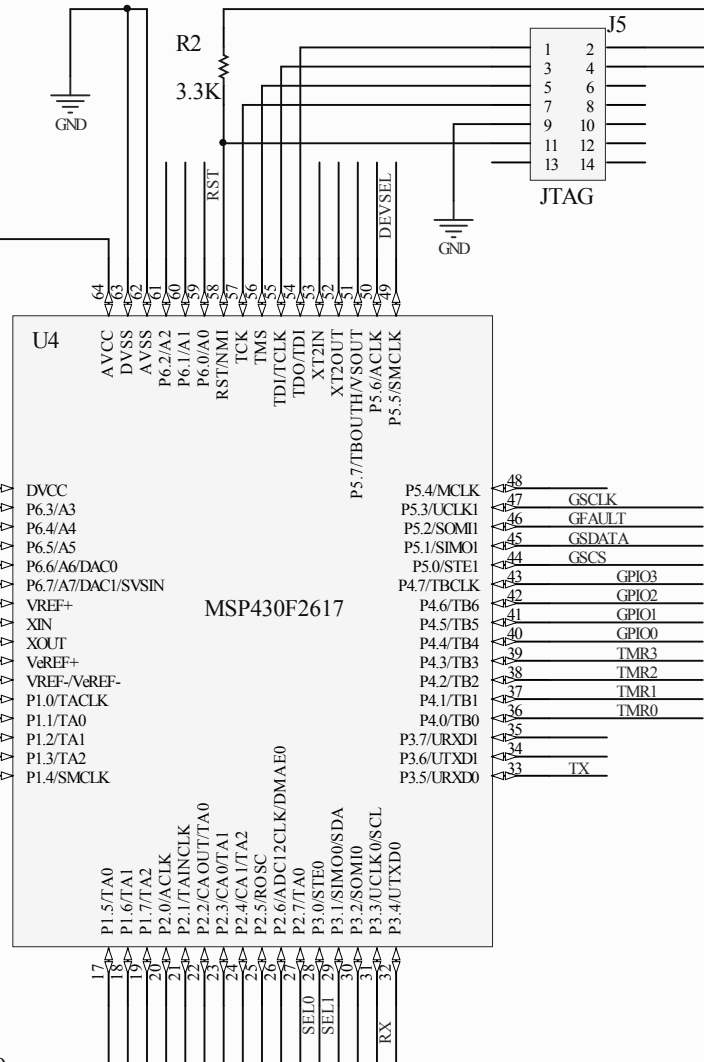 J5
R2
3.3K
GND
1 2
3 4
5 6
7 8
9 10
11 12
13 14
JTAG
GND
RST
DEVSEL
64
63
62
61
60
59
58
57
56
55
54
53
52
51
50
49
U4
AVCC
DVSS
AVSS
P6.2/A2
P6.1/A1
P6.0/A0
RST/NMI
TCK
TMS
TDI/TCLK
TDO/TDI
XT2IN
XT2OUT
P5.7/TBOUTH/VSOUT
P5.6/ACLK
P5.5/SMCLK
DVCC
P6.3/A3
P6.4/A4
P6.5/A5
P6.6/A6/DAC0
P6.7/A7/DAC1/SVSIN
VREF+
XIN
XOUT
VeREF+
VREF-/VeREF-
P1.0/TACLK
P1.1/TA0
P1.2/TA1
P1.3/TA2
P1.4/SMCLK
MSP430F2617
P5.4/MCLK 48
P5.3/UCLK1 47 GSCLK
P5.2/SOMI1 46 GFAULT
P5.1/SIMO1 45 GSDATA
P5.0/STE1 44 GSCS
P4.7/TBCLK 43 GPIO3
P4.6/TB6 42 GPIO2
P4.5/TB5 41 GPIO1
P4.4/TB4 40 GPIO0
P4.3/TB3 39 TMR3
P4.2/TB2 38 TMR2
P4.1/TB1 37 TMR1
P4.0/TB0 36 TMR0
P3.7/URXD1 35
P3.6/UTXD1 34
P3.5/URXD0 33 TX
P1.5/TA0
P1.6/TA1
P1.7/TA2
P2.0/ACLK
P2.1/TAINCLK
P2.2/CAOUT/TA0
P2.3/CA0/TA1
P2.4/CA1/TA2
P2.5/ROSC
P2.6/ADC12CLK/DMAE0
P2.7/TA0
P3.0/STE0
P3.1/SIMO0/SDA
P3.2/SOMI0
P3.3/UCLK0/SCL
P3.4/UTXD0
17
18
19
20
21
22
23
24
25
26
27
28
29
30
31
32
SEL0
SEL1
RX